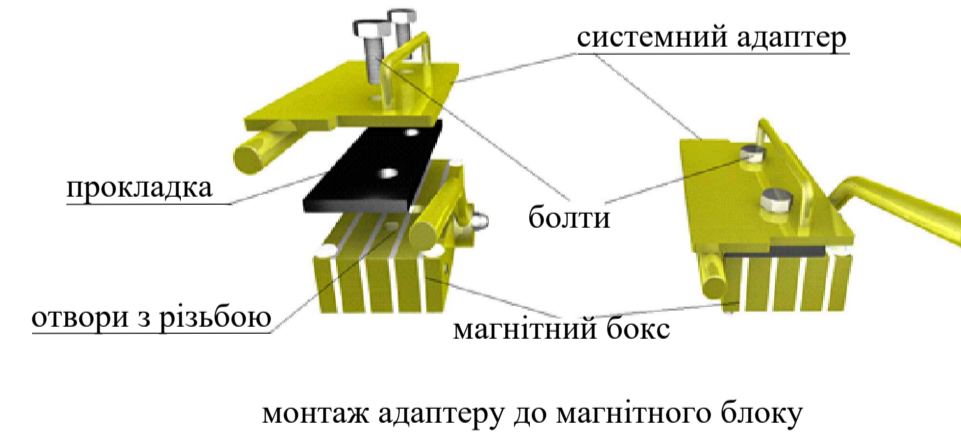 системний адаптер
прокладка
болти
отвори з різьбою
магнітний бокс
монтаж адаптеру до магнітного блоку